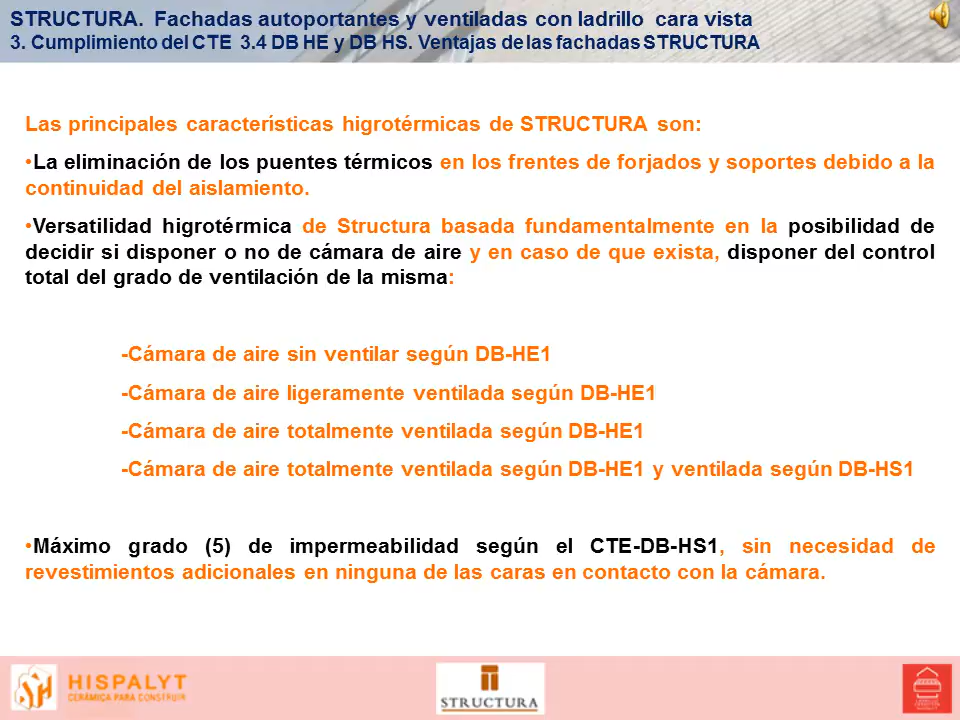 STRUCTURA. Fachadas autoportantes y ventiladas con ladrillo cara vista
3. Cumplimiento del CTE 3.4 DB HE y DB HS. Ventajas de las fachadas STRUCTURA
Las principales características higrotérmicas de STRUCTURA son:
•La eliminación de los puentes térmicos en los frentes de forjados y soportes debido a la
continuidad del aislamiento.
•Versatilidad higrotérmica de Structura basada fundamentalmente en la posibilidad de
decidir si disponer o no de cámara de aire y en caso de que exista, disponer del control
total del grado de ventilación de la misma:
-Cámara de aire sin ventilar según DB-HE1
-Cámara de aire ligeramente ventilada según DB-HE1
-Cámara de aire totalmente ventilada según DB-HE1
-Cámara de aire totalmente ventilada según DB-HE1 y ventilada según DB-HS1
•Máximo grado (5) de impermeabilidad según el CTE-DB-HS1, sin necesidad de
revestimientos adicionales en ninguna de las caras en contacto con la cámara.
HISPALYT
CERÁMICA PARA CONSTRUIR
STRUCTURA